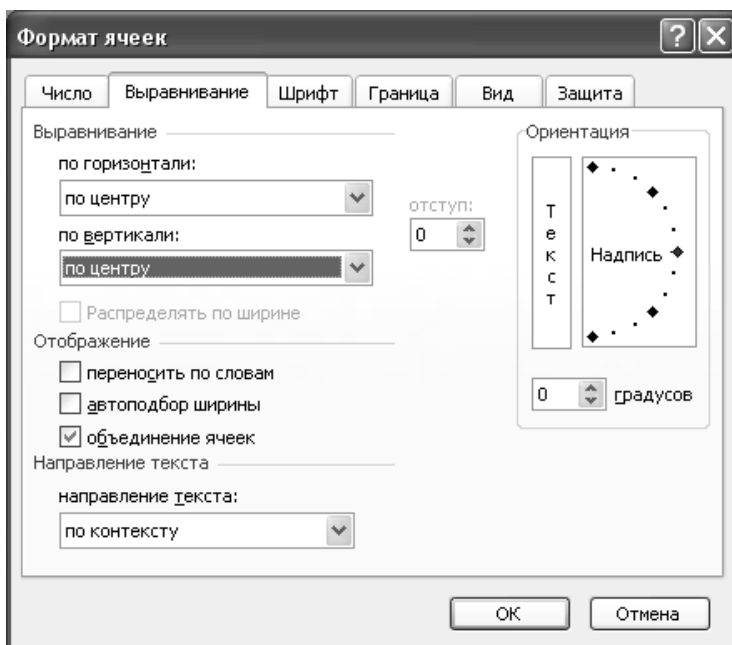 Формат ячеек
Число Выравнивание Шрифт Граница Вид Защита
Выравнивание
по горизонтали:
по центру
отступ:
0
по вертикали:
по центру
Распределять по ширине
Отображение
переносить по словам
автоподбор ширины
объединение ячеек
Направление текста
направление текста:
по контексту
Ориентация
Текст
Надпись
0 градусов
ОК Отмена